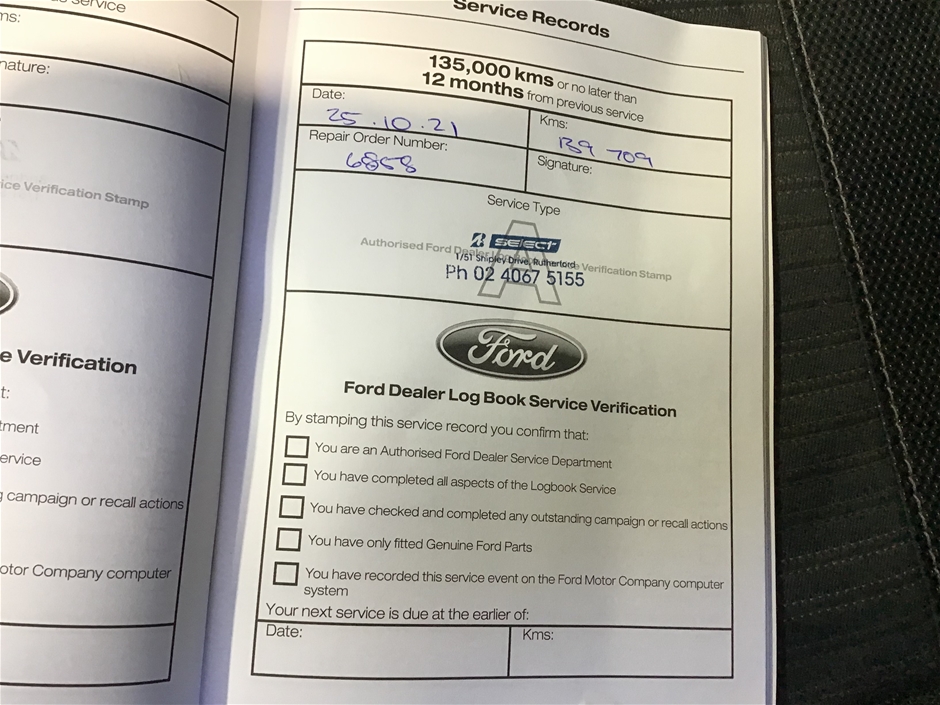 service
ms:
nature:
ice Verification Stamp
e Verification
t:
tment
ervice
g campaign or recall actions
otor Company computer
Service Records
135,000 kms or no later than
12 months from previous service
Date:
25.10.21
Kms:
139 709
Repair Order Number:
6858
Signature:
Service Type
Authorised Ford Dealer Verification Stamp
select
1/51 Shipley Drive, Rutherford
Ph 02 4067 5155
Ford
Ford Dealer Log Book Service Verification
By stamping this service record you confirm that:
You are an Authorised Ford Dealer Service Department
You have completed all aspects of the Logbook Service
You have checked and completed any outstanding campaign or recall actions
You have only fitted Genuine Ford Parts
You have recorded this service event on the Ford Motor Company computer
system
Your next service is due at the earlier of:
Date:
Kms: